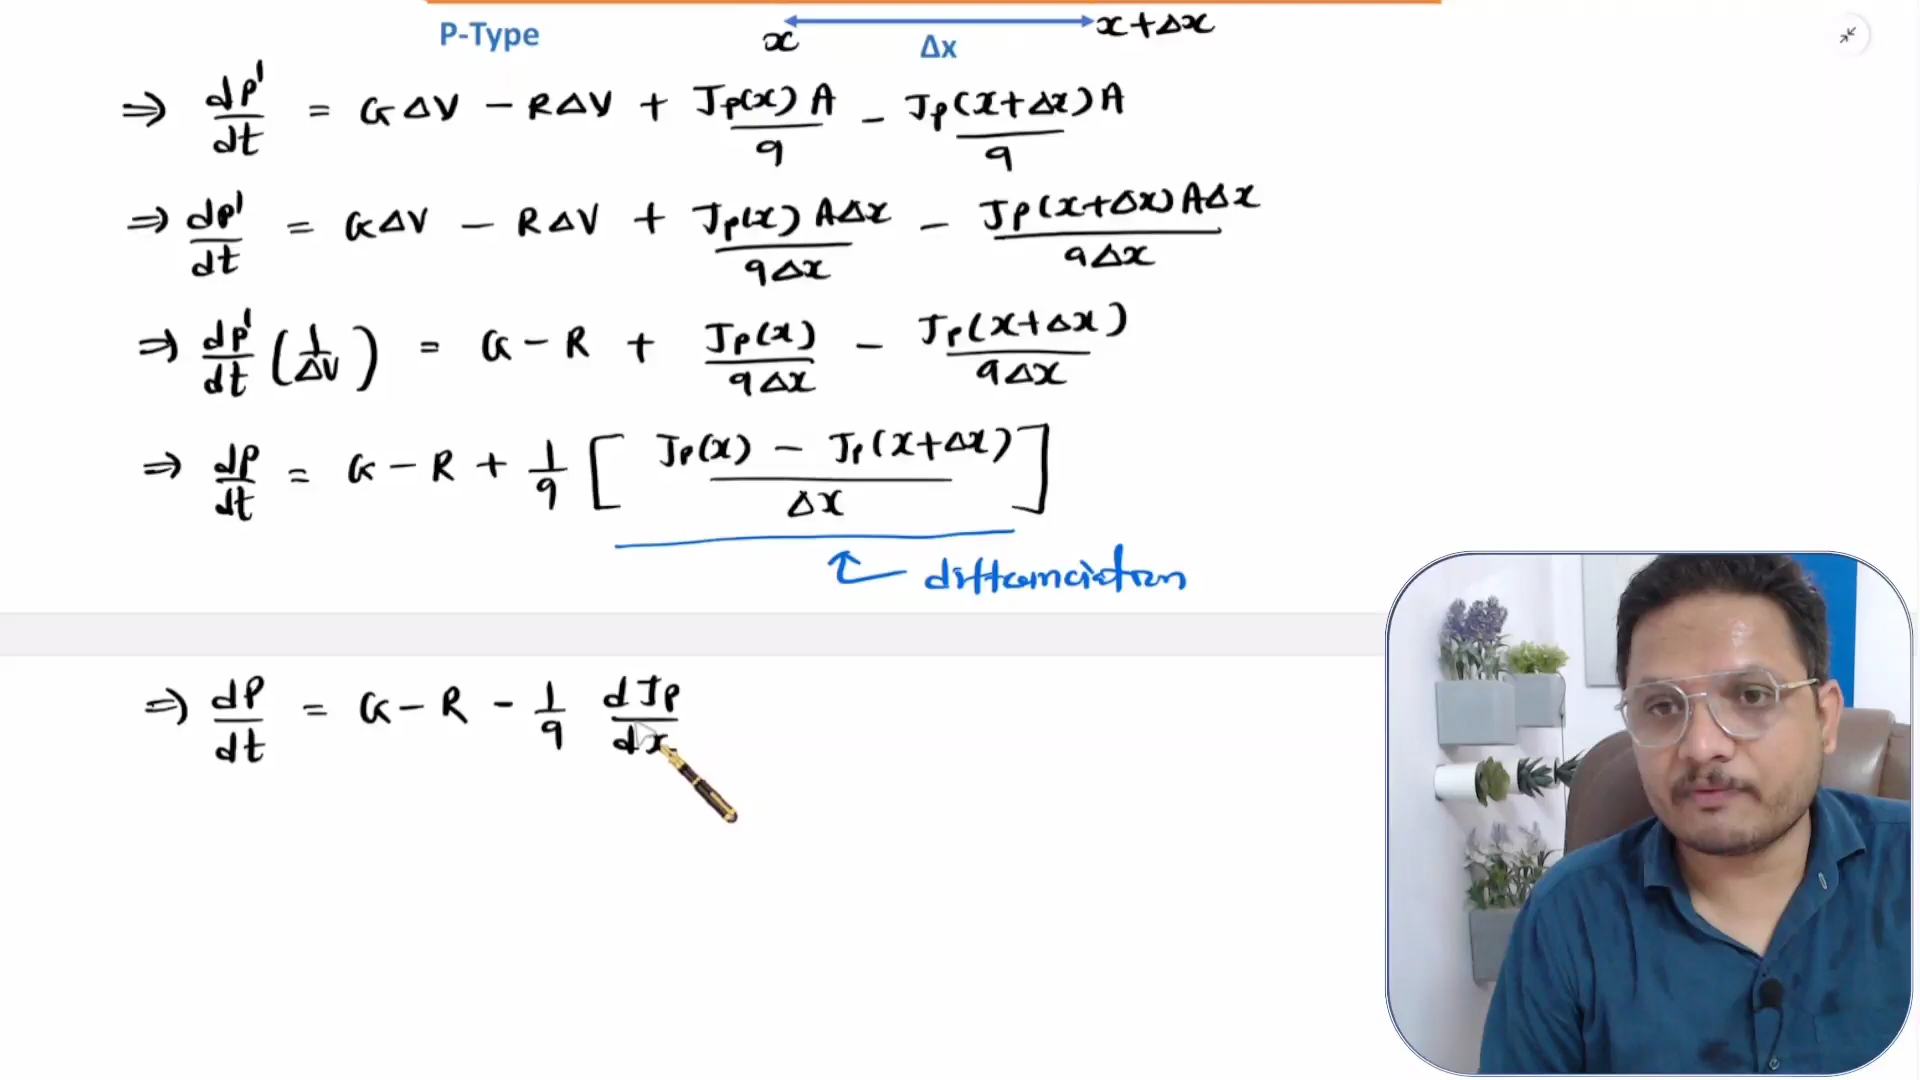 P-Type x Δx x+Δx
⇒ dp'/dt = GΔV − RΔV + Jp(x) A/q − Jp(x+Δx) A/q
⇒ dp'/dt = GΔV − RΔV + Jp(x) AΔx/qΔx − Jp(x+Δx) AΔx/qΔx
⇒ dp'/dt (1/ΔV) = G − R + Jp(x)/qΔx − Jp(x+Δx)/qΔx
⇒ dp/dt = G − R + 1/q [ Jp(x) − Jp(x+Δx)/Δx ]
⇒ dp/dt = G − R − 1/q dJp/dx